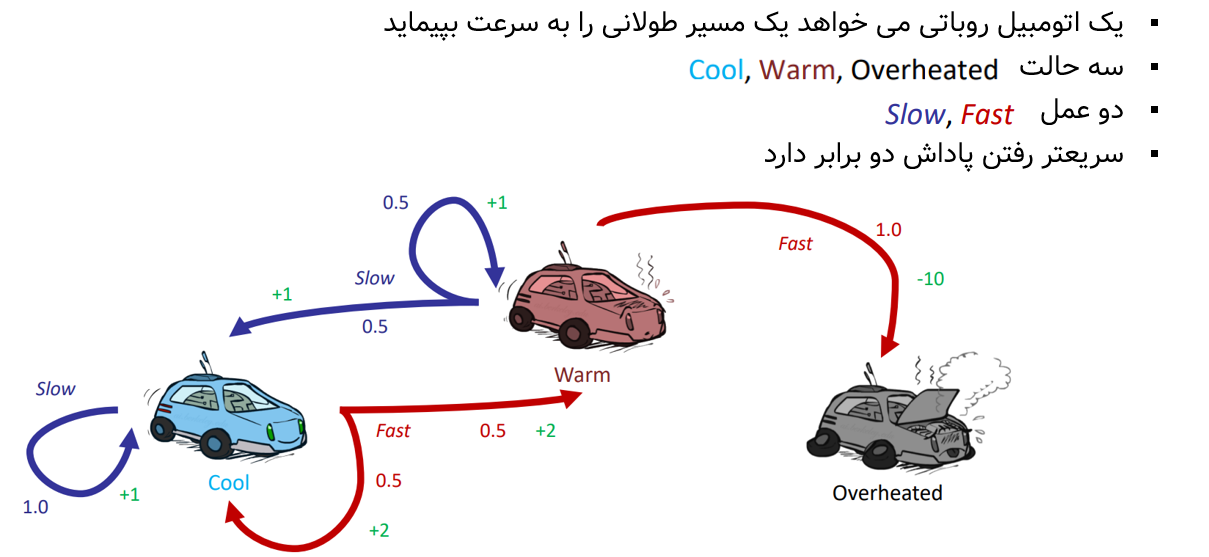 ▪ یک اتومبیل روباتی می خواهد یک مسیر طولانی را به سرعت بپیماید
▪ سه حالت Cool, Warm, Overheated
▪ دو عمل Slow, Fast
▪ سریعتر رفتن پاداش دو برابر دارد
0.5
+1
Fast
1.0
-10
Slow
+1
0.5
Warm
Slow
1.0
+1
Cool
Fast
0.5
+2
0.5
+2
Overheated